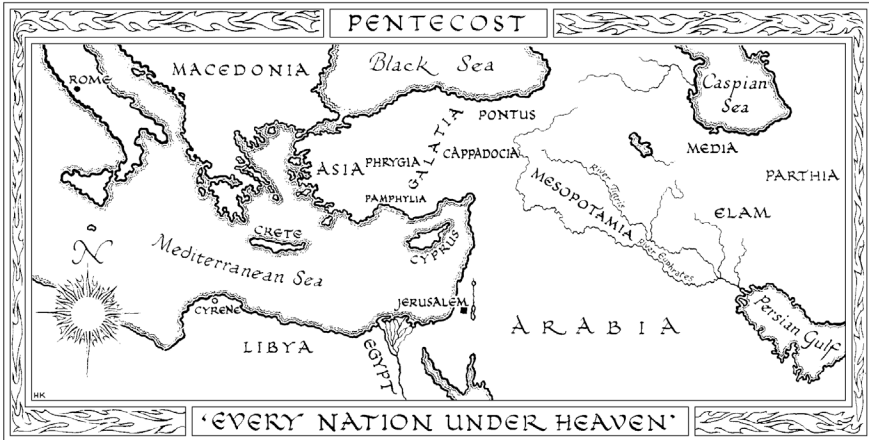 PENTECOST
ROME
MACEDONIA
Black Sea
Caspian
Sea
PONTUS
GALATIA
ASIA
PHRYGIA
CAPPADOCIA
MEDIA
PARTHIA
PAMPHYLIA
River Tigris
MESOPOTAMIA
ELAM
River Euphrates
CRETE
CYPRUS
N
Mediterranean Sea
CYRENE
JERUSALEM
Persian Gulf
ARABIA
LIBYA
EGYPT
HK
'EVERY NATION UNDER HEAVEN'